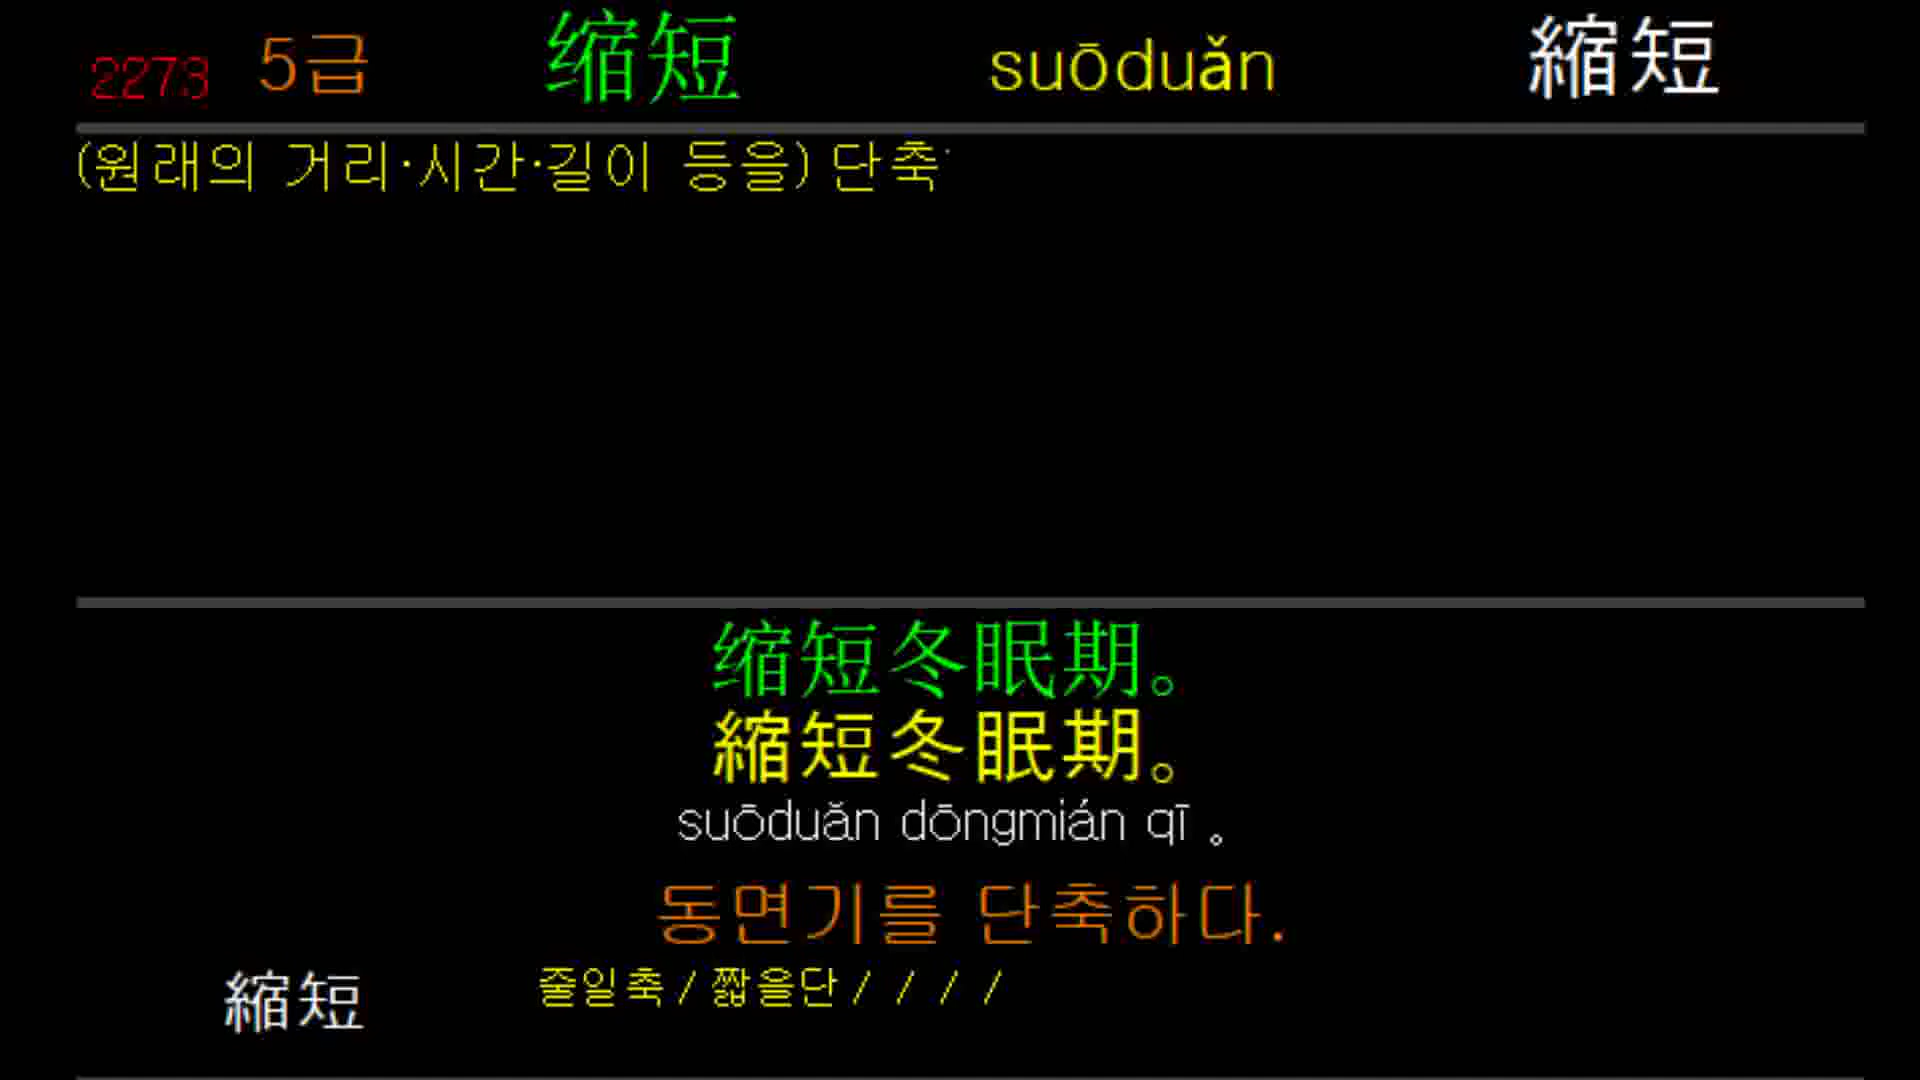 2273 5급 缩短 suōduǎn 縮短
(원래의 거리·시간·길이 등을) 단축
缩短冬眠期。
縮短冬眠期。
suōduǎn dōngmián qī 。
동면기를 단축하다.
縮短 줄일축 / 짧을단 / / / /